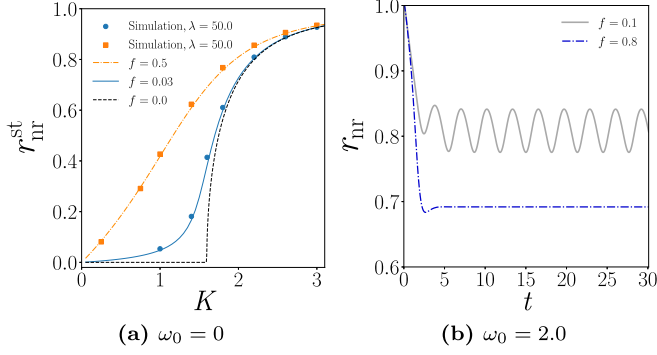 1.0
0.8
0.6
0.4
0.2
0.0
r_nr^st
Simulation, λ = 50.0
Simulation, λ = 50.0
f = 0.5
f = 0.03
f = 0.0
0 1 2 3
K
(a) ω₀ = 0
1.0
0.9
0.8
0.7
0.6
r_nr
f = 0.1
f = 0.8
0 5 10 15 20 25 30
t
(b) ω₀ = 2.0